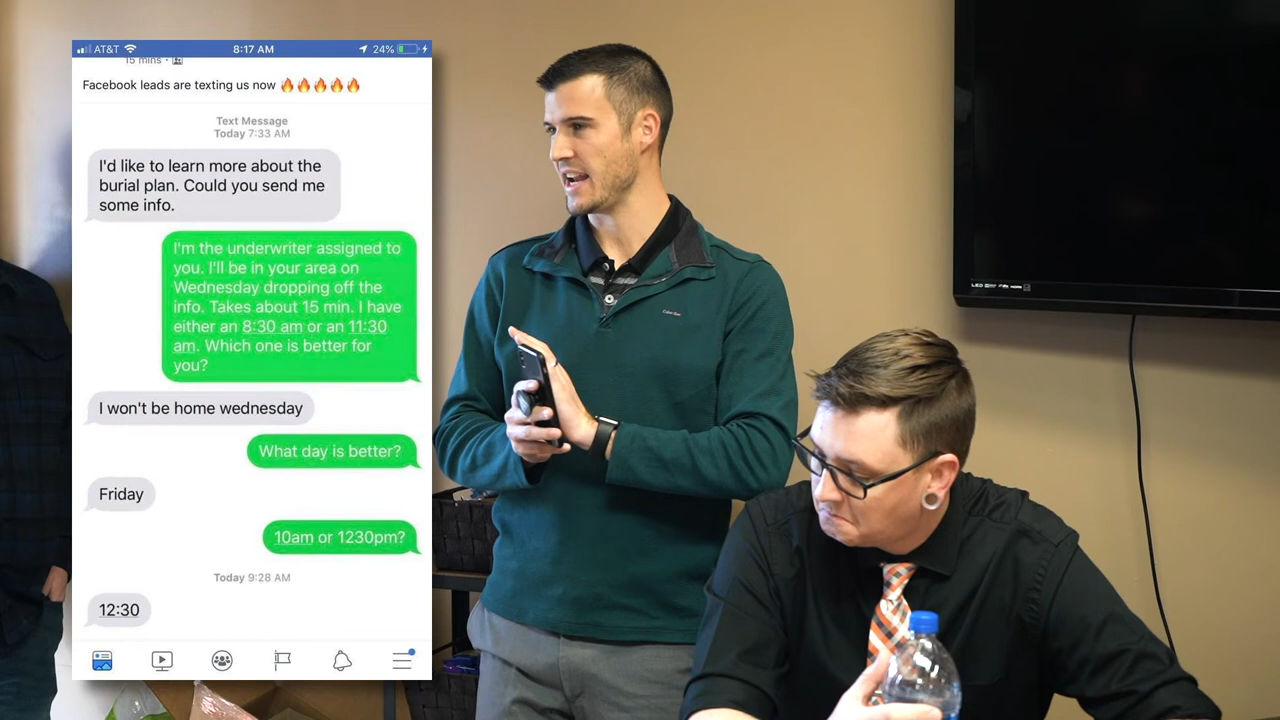 AT&T
8:17 AM
24%
15 mins ·
Facebook leads are texting us now 🔥🔥🔥🔥🔥
Text Message
Today 7:33 AM
I'd like to learn more about the
burial plan. Could you send me
some info.
I'm the underwriter assigned to
you. I'll be in your area on
Wednesday dropping off the
info. Takes about 15 min. I have
either an 8:30 am or an 11:30
am. Which one is better for
you?
I won't be home wednesday
What day is better?
Friday
10am or 1230pm?
Today 9:28 AM
12:30
Calvin Klein
LED